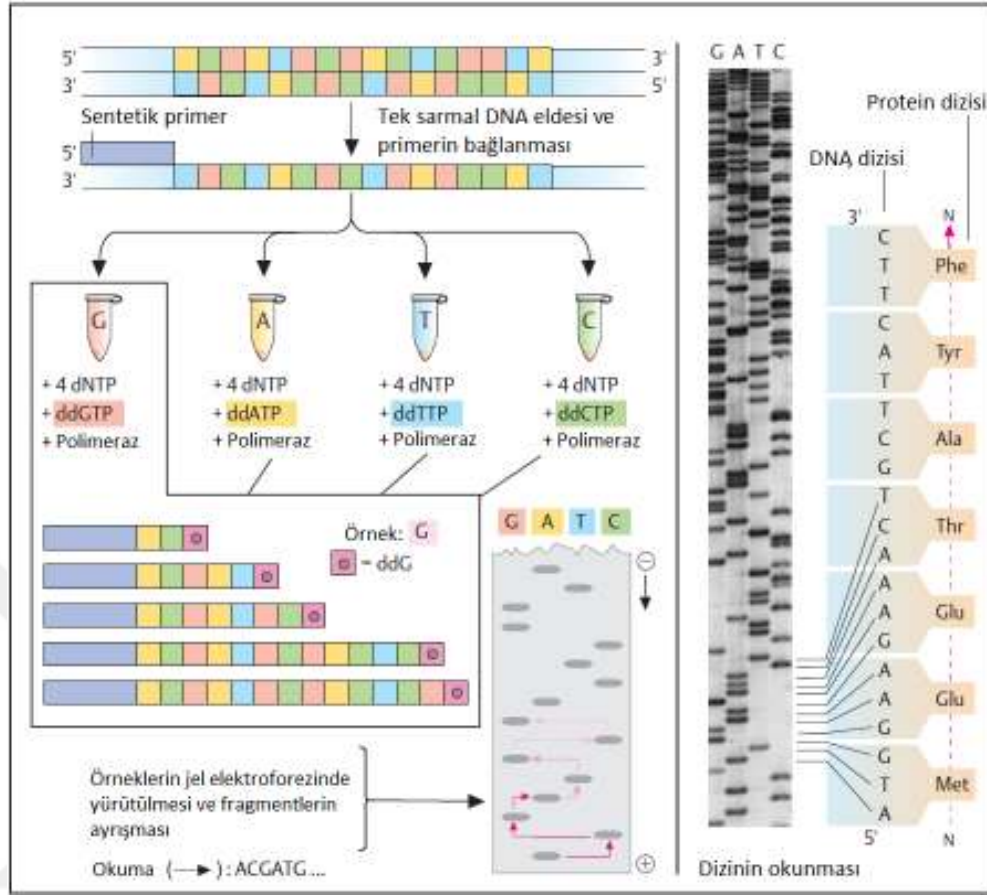 5'
3'
3'
5'
Sentetik primer
Tek sarmal DNA eldesi ve
primerin bağlanması
5'
3'
G
A
T
C
+ 4 dNTP
+ ddGTP
+ Polimeraz
+ 4 dNTP
+ ddATP
+ Polimeraz
+ 4 dNTP
+ ddTTP
+ Polimeraz
+ 4 dNTP
+ ddCTP
+ Polimeraz
Örnek: G
= ddG
G A T C
Örneklerin jel elektroforezinde
yürütülmesi ve fragmentlerin
ayrışması
Okuma ( ) : ACGATG ...
G A T C
Protein dizisi
DNA dizisi
3'
N
C
T
T
Phe
C
A
T
Tyr
T
C
G
Ala
T
C
A
Thr
A
A
G
Glu
A
A
G
Glu
G
T
A
Met
5'
N
Dizinin okunması